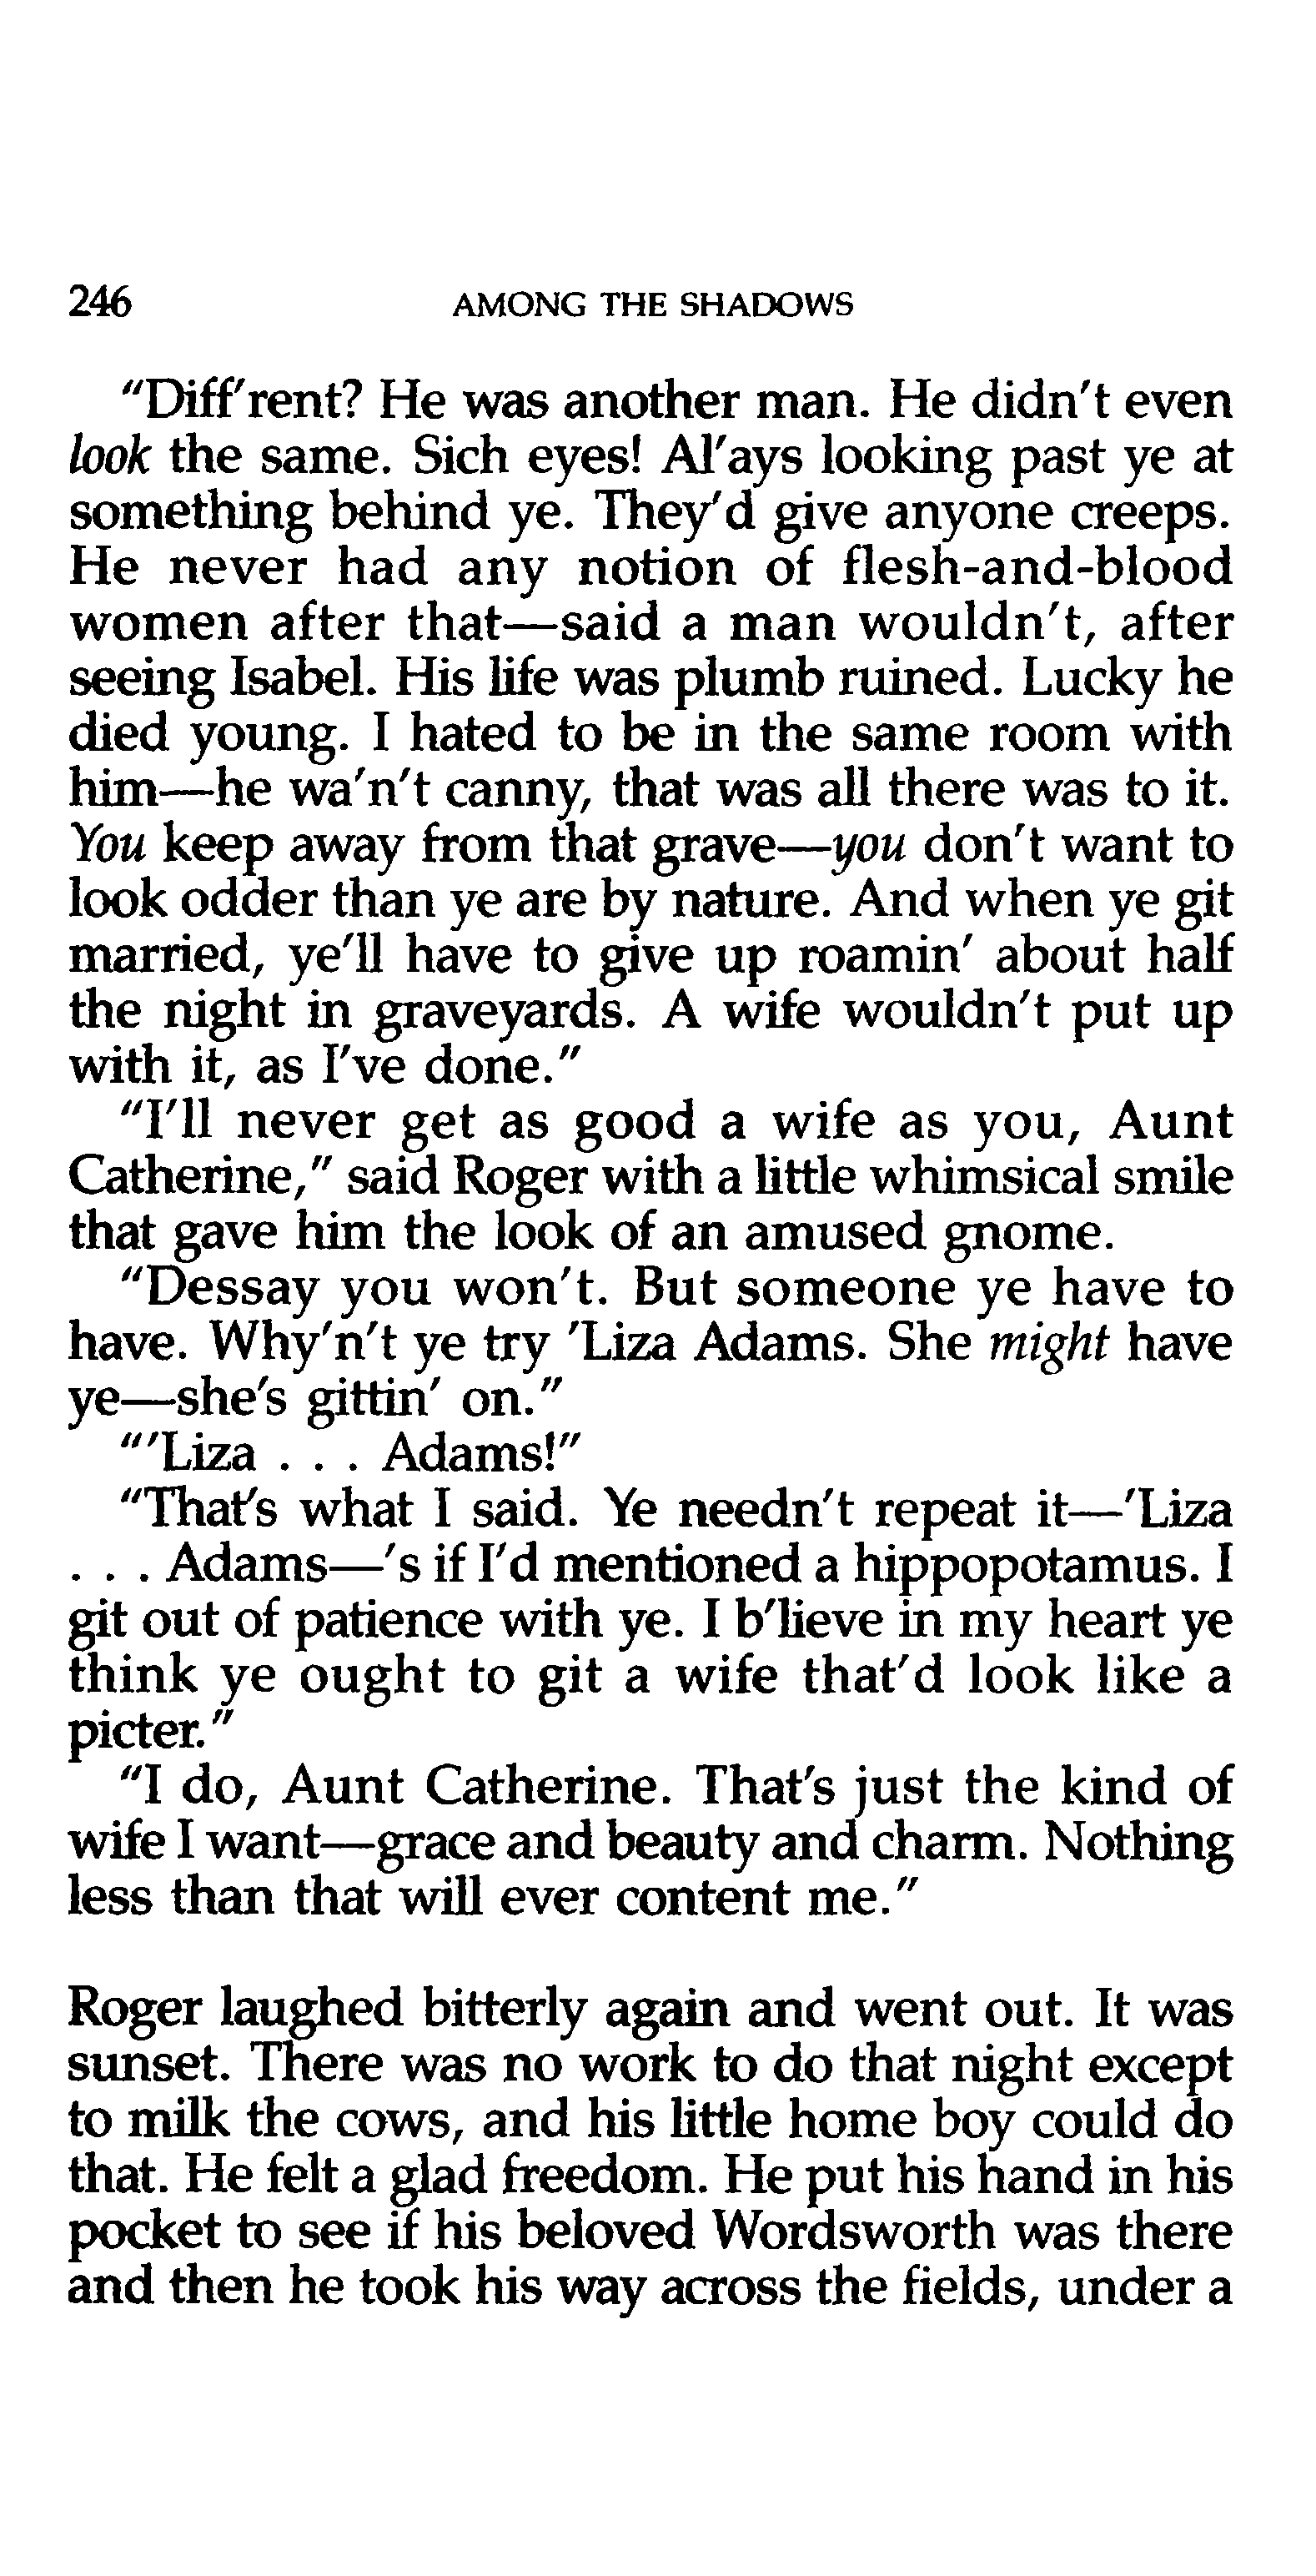 246 AMONG THE SHADOWS
"Diff'rent? He was another man. He didn't even
look the same. Sich eyes! Al'ays looking past ye at
something behind ye. They'd give anyone creeps.
He never had any notion of flesh-and-blood
women after that—said a man wouldn't, after
seeing Isabel. His life was plumb ruined. Lucky he
died young. I hated to be in the same room with
him—he wa'n't canny, that was all there was to it.
You keep away from that grave—you don't want to
look odder than ye are by nature. And when ye git
married, ye'll have to give up roamin' about half
the night in graveyards. A wife wouldn't put up
with it, as I've done."
"I'll never get as good a wife as you, Aunt
Catherine," said Roger with a little whimsical smile
that gave him the look of an amused gnome.
"Dessay you won't. But someone ye have to
have. Why'n't ye try 'Liza Adams. She might have
ye—she's gittin' on."
"'Liza . . . Adams!"
"That's what I said. Ye needn't repeat it—'Liza
. . . Adams—'s if I'd mentioned a hippopotamus. I
git out of patience with ye. I b'lieve in my heart ye
think ye ought to git a wife that'd look like a
picter."
"I do, Aunt Catherine. That's just the kind of
wife I want—grace and beauty and charm. Nothing
less than that will ever content me."
Roger laughed bitterly again and went out. It was
sunset. There was no work to do that night except
to milk the cows, and his little home boy could do
that. He felt a glad freedom. He put his hand in his
pocket to see if his beloved Wordsworth was there
and then he took his way across the fields, under a